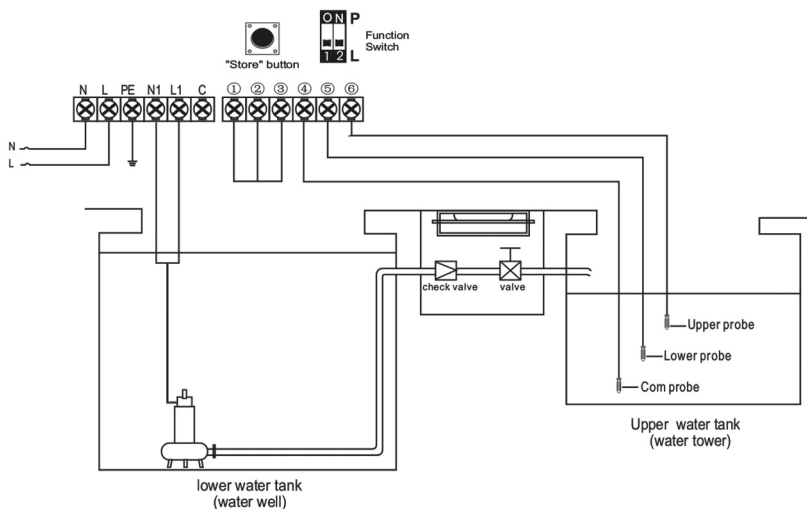 ON P
Function
Switch
1 2 L
"Store" button
N L PE N1 L1 C ① ② ③ ④ ⑤ ⑥
N
L
check valve
valve
Upper probe
Lower probe
Com probe
Upper water tank
(water tower)
lower water tank
(water well)